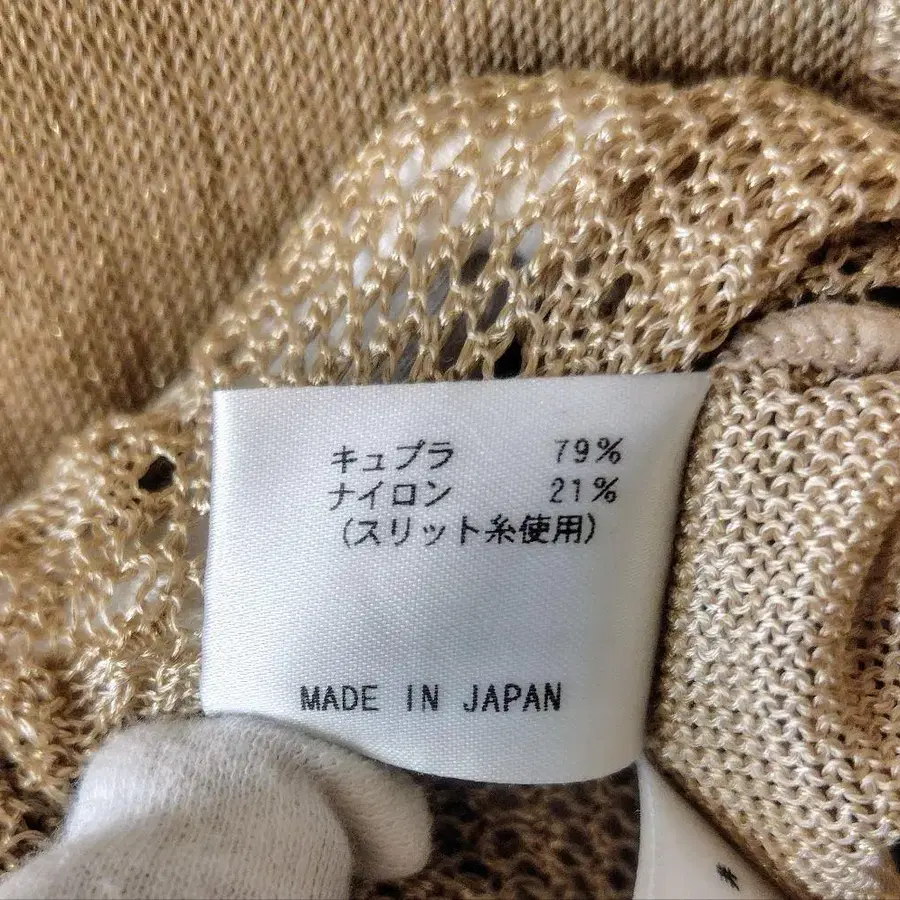 キュプラ 79%
ナイロン 21%
(スリット糸使用)
MADE IN JAPAN
*